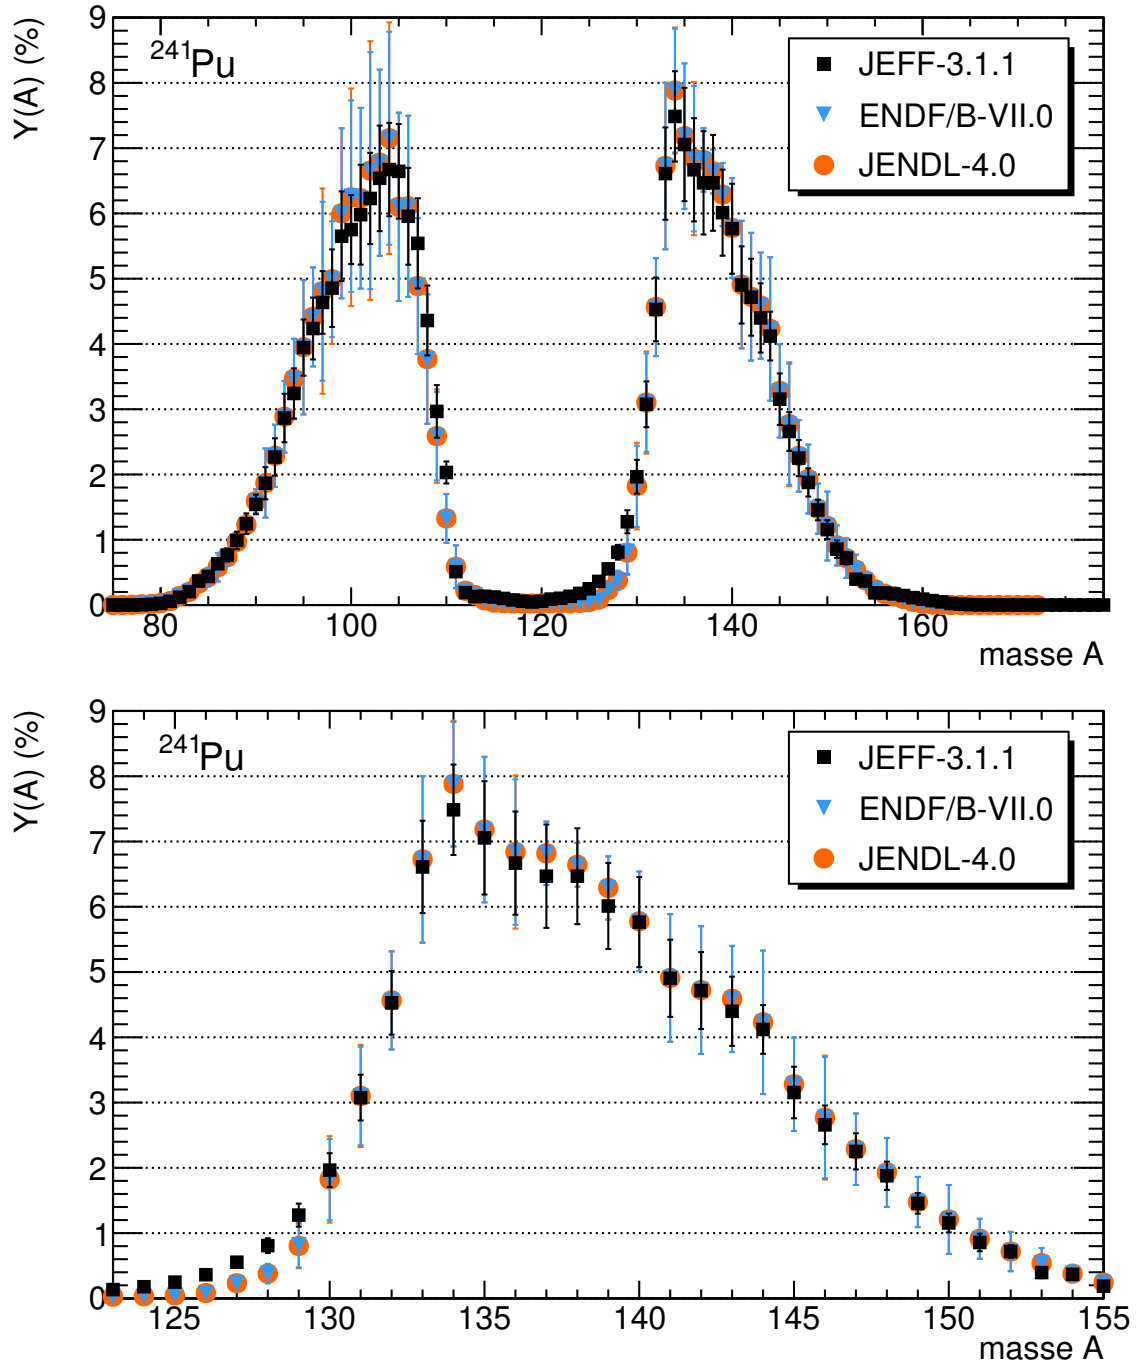 Y(A) (%)
9
8
7
6
5
4
3
2
1
0
²⁴¹Pu
JEFF-3.1.1
ENDF/B-VII.0
JENDL-4.0
80 100 120 140 160
masse A
Y(A) (%)
9
8
7
6
5
4
3
2
1
0
²⁴¹Pu
JEFF-3.1.1
ENDF/B-VII.0
JENDL-4.0
125 130 135 140 145 150 155
masse A